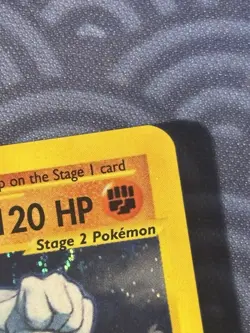 on the Stage 1 card
120 HP
Stage 2 Pokémon